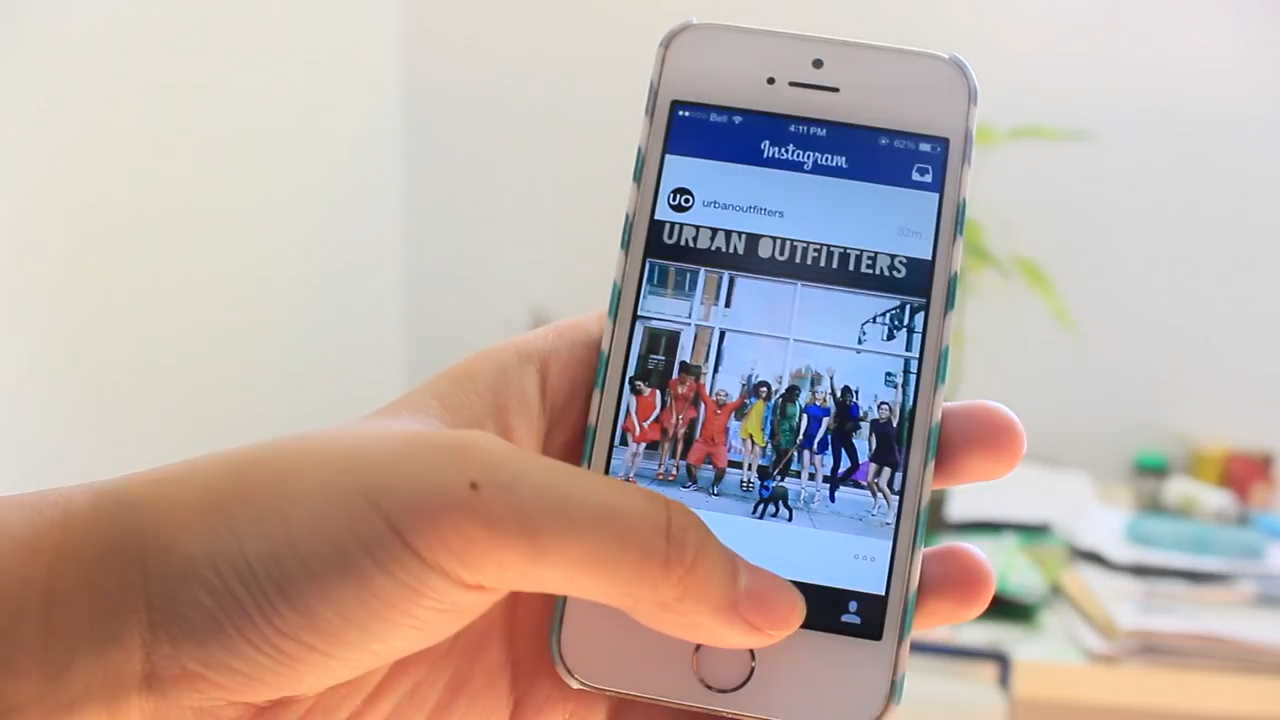 Bell 4:11 PM 62%
Instagram
UO urbanoutfitters 32m
URBAN OUTFITTERS